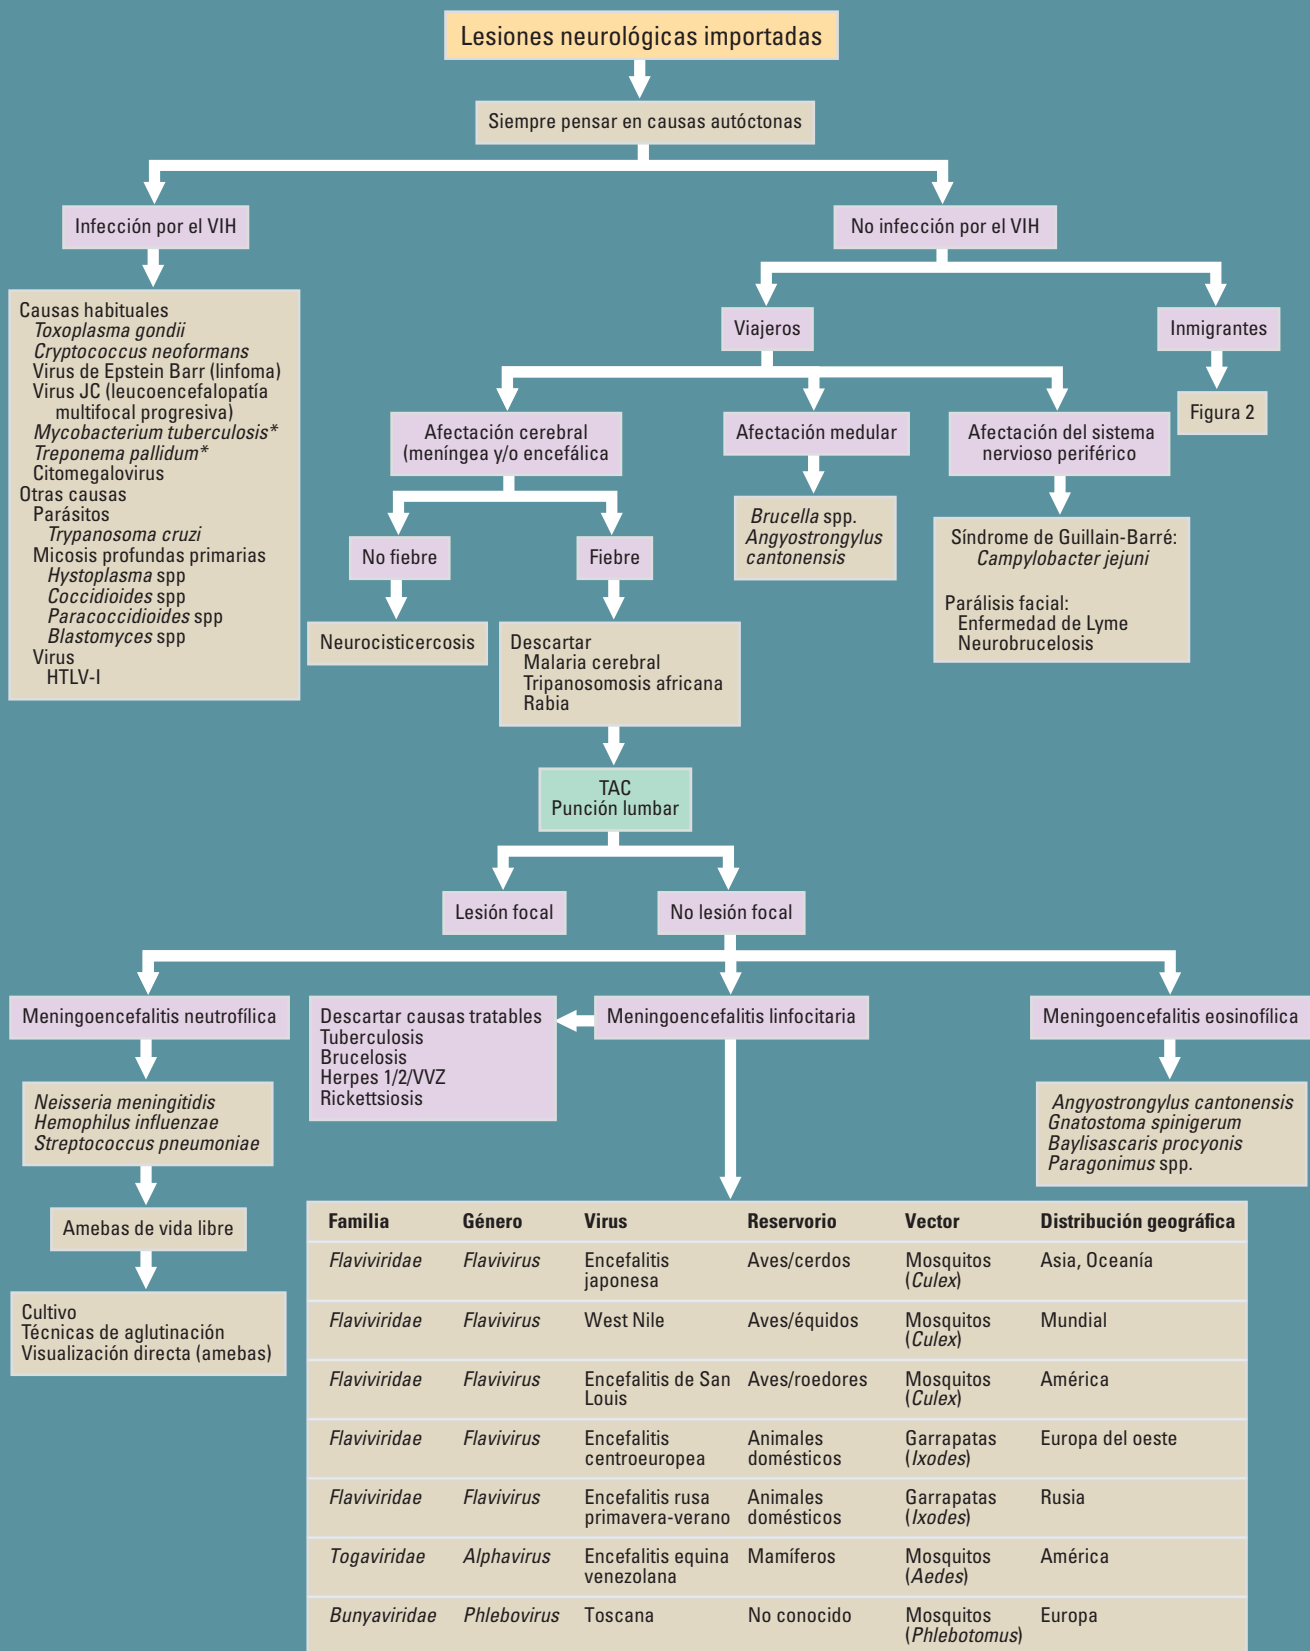 Lesiones neurológicas importadas
Siempre pensar en causas autóctonas
Infección por el VIH
No infección por el VIH
Causas habituales
Toxoplasma gondii
Cryptococcus neoformans
Virus de Epstein Barr (linfoma)
Virus JC (leucoencefalopatía
multifocal progresiva)
Mycobacterium tuberculosis*
Treponema pallidum*
Citomegalovirus
Otras causas
Parásitos
Trypanosoma cruzi
Micosis profundas primarias
Hystoplasma spp
Coccidioides spp
Paracoccidioides spp
Blastomyces spp
Virus
HTLV-I
Viajeros
Inmigrantes
Figura 2
Afectación cerebral
(meníngea y/o encefálica
Afectación medular
Afectación del sistema
nervioso periférico
No fiebre
Fiebre
Brucella spp.
Angyostrongylus
cantonensis
Síndrome de Guillain-Barré:
Campylobacter jejuni
Parálisis facial:
Enfermedad de Lyme
Neurobrucelosis
Neurocisticercosis
Descartar
Malaria cerebral
Tripanosomosis africana
Rabia
TAC
Punción lumbar
Lesión focal
No lesión focal
Meningoencefalitis neutrofílica
Descartar causas tratables
Tuberculosis
Brucelosis
Herpes 1/2/VVZ
Rickettsiosis
Meningoencefalitis linfocitaria
Meningoencefalitis eosinofílica
Neisseria meningitidis
Hemophilus influenzae
Streptococcus pneumoniae
Angyostrongylus cantonensis
Gnatostoma spinigerum
Baylisascaris procyonis
Paragonimus spp.
Amebas de vida libre
Cultivo
Técnicas de aglutinación
Visualización directa (amebas)
Familia Género Virus Reservorio Vector Distribución geográfica
Flaviviridae Flavivirus Encefalitis Aves/cerdos Mosquitos Asia, Oceanía
japonesa (Culex)
Flaviviridae Flavivirus West Nile Aves/équidos Mosquitos Mundial
(Culex)
Flaviviridae Flavivirus Encefalitis de San Aves/roedores Mosquitos América
Louis (Culex)
Flaviviridae Flavivirus Encefalitis Animales Garrapatas Europa del oeste
centroeuropea domésticos (Ixodes)
Flaviviridae Flavivirus Encefalitis rusa Animales Garrapatas Rusia
primavera-verano domésticos (Ixodes)
Togaviridae Alphavirus Encefalitis equina Mamíferos Mosquitos América
venezolana (Aedes)
Bunyaviridae Phlebovirus Toscana No conocido Mosquitos Europa
(Phlebotomus)